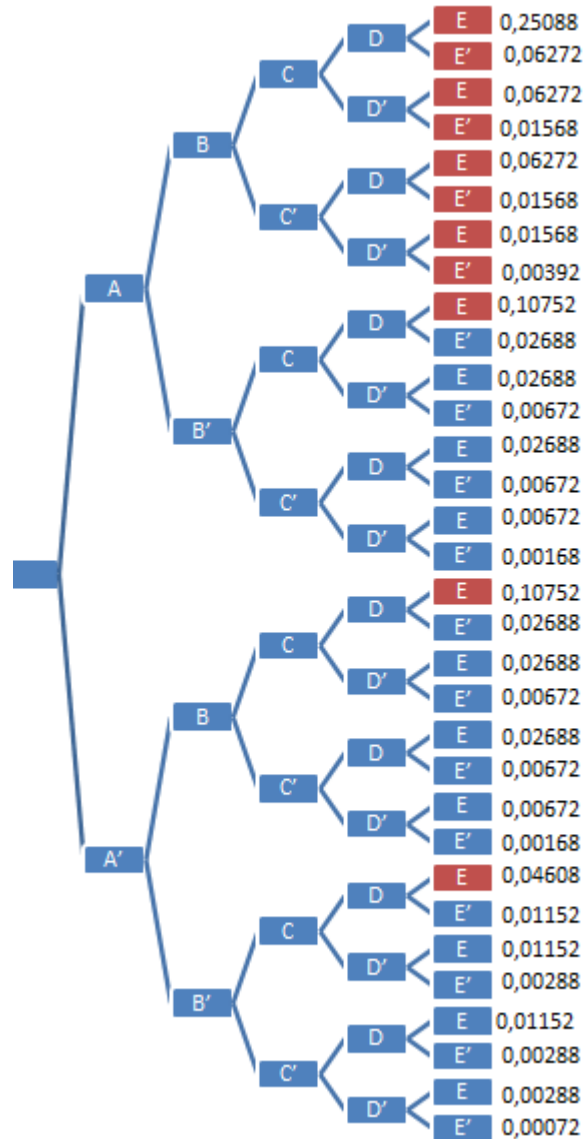 D E 0,25088
E' 0,06272
C
E 0,06272
D'
E' 0,01568
B
D E 0,06272
E' 0,01568
C'
E 0,01568
D'
E' 0,00392
A
E 0,10752
D
E' 0,02688
C
E 0,02688
D'
E' 0,00672
B'
E 0,02688
D
E' 0,00672
C'
E 0,00672
D'
E' 0,00168
E 0,10752
D
E' 0,02688
C
E 0,02688
D'
E' 0,00672
B
E 0,02688
D
E' 0,00672
C'
E 0,00672
D'
E' 0,00168
A'
E 0,04608
D
E' 0,01152
C
E 0,01152
D'
E' 0,00288
B'
E 0,01152
D
E' 0,00288
C'
E 0,00288
D'
E' 0,00072